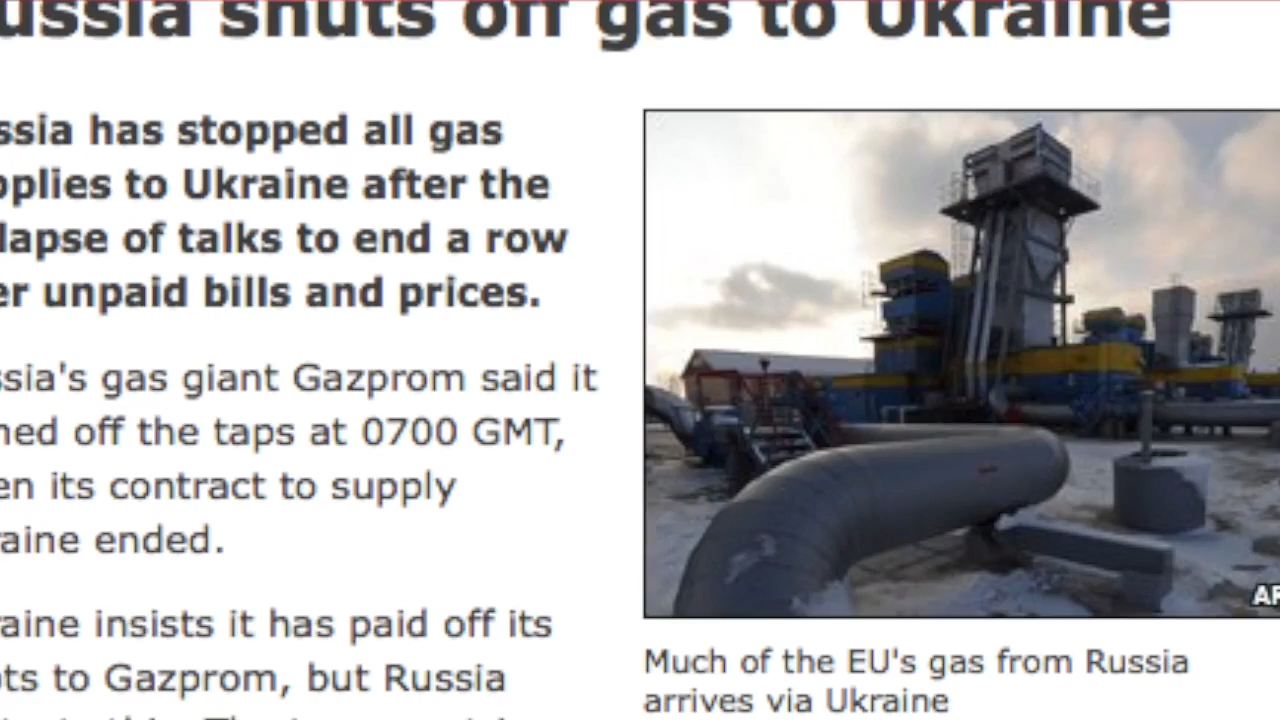 ussia shuts off gas to Ukraine
ssia has stopped all gas
pplies to Ukraine after the
lapse of talks to end a row
er unpaid bills and prices.
ssia's gas giant Gazprom said it
ned off the taps at 0700 GMT,
en its contract to supply
raine ended.
raine insists it has paid off its
ts to Gazprom, but Russia
AF
Much of the EU's gas from Russia
arrives via Ukraine